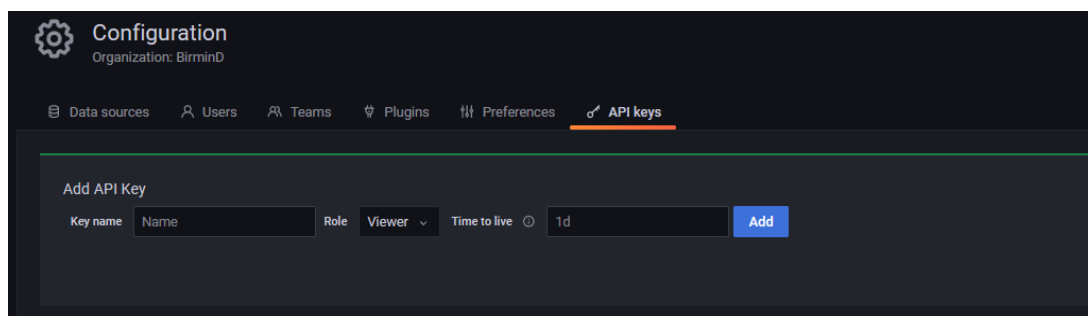 Configuration
Organization: BirminD
Data sources Users Teams Plugins Preferences API keys
Add API Key
Key name Name Role Viewer Time to live 1d Add